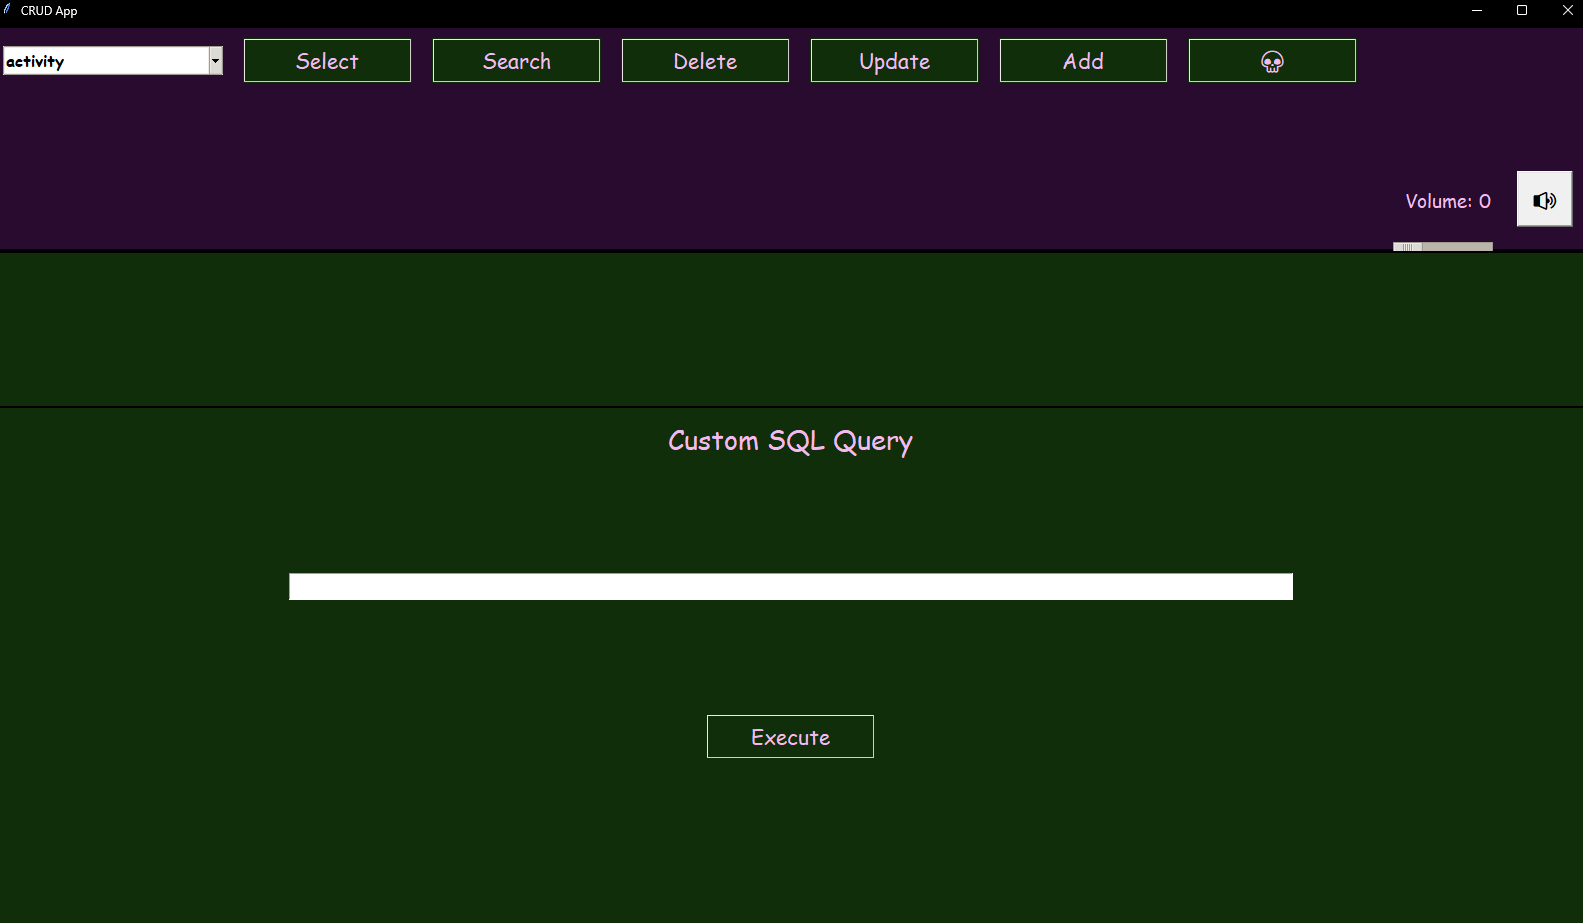 CRUD App
activity
Select
Search
Delete
Update
Add
Volume: 0
Custom SQL Query
Execute